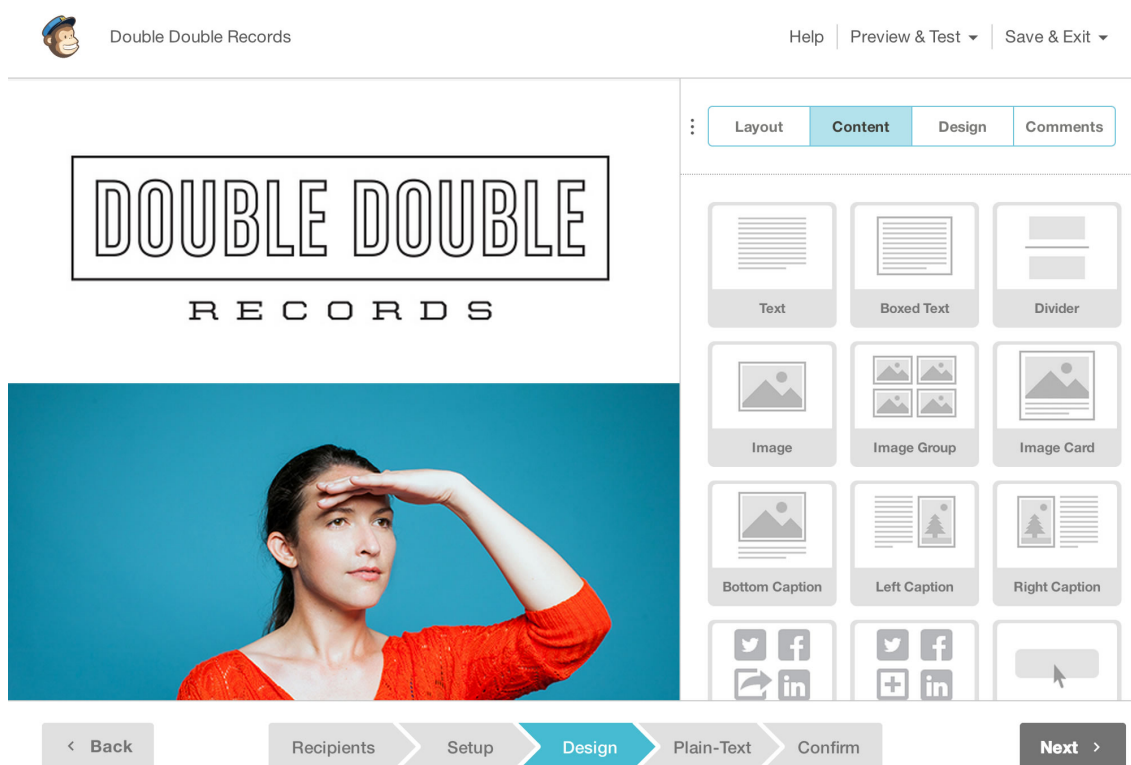 Double Double Records
Help
Preview & Test
Save & Exit
DOUBLE DOUBLE
RECORDS
Layout
Content
Design
Comments
Text
Boxed Text
Divider
Image
Image Group
Image Card
Bottom Caption
Left Caption
Right Caption
Back
Recipients
Setup
Design
Plain-Text
Confirm
Next